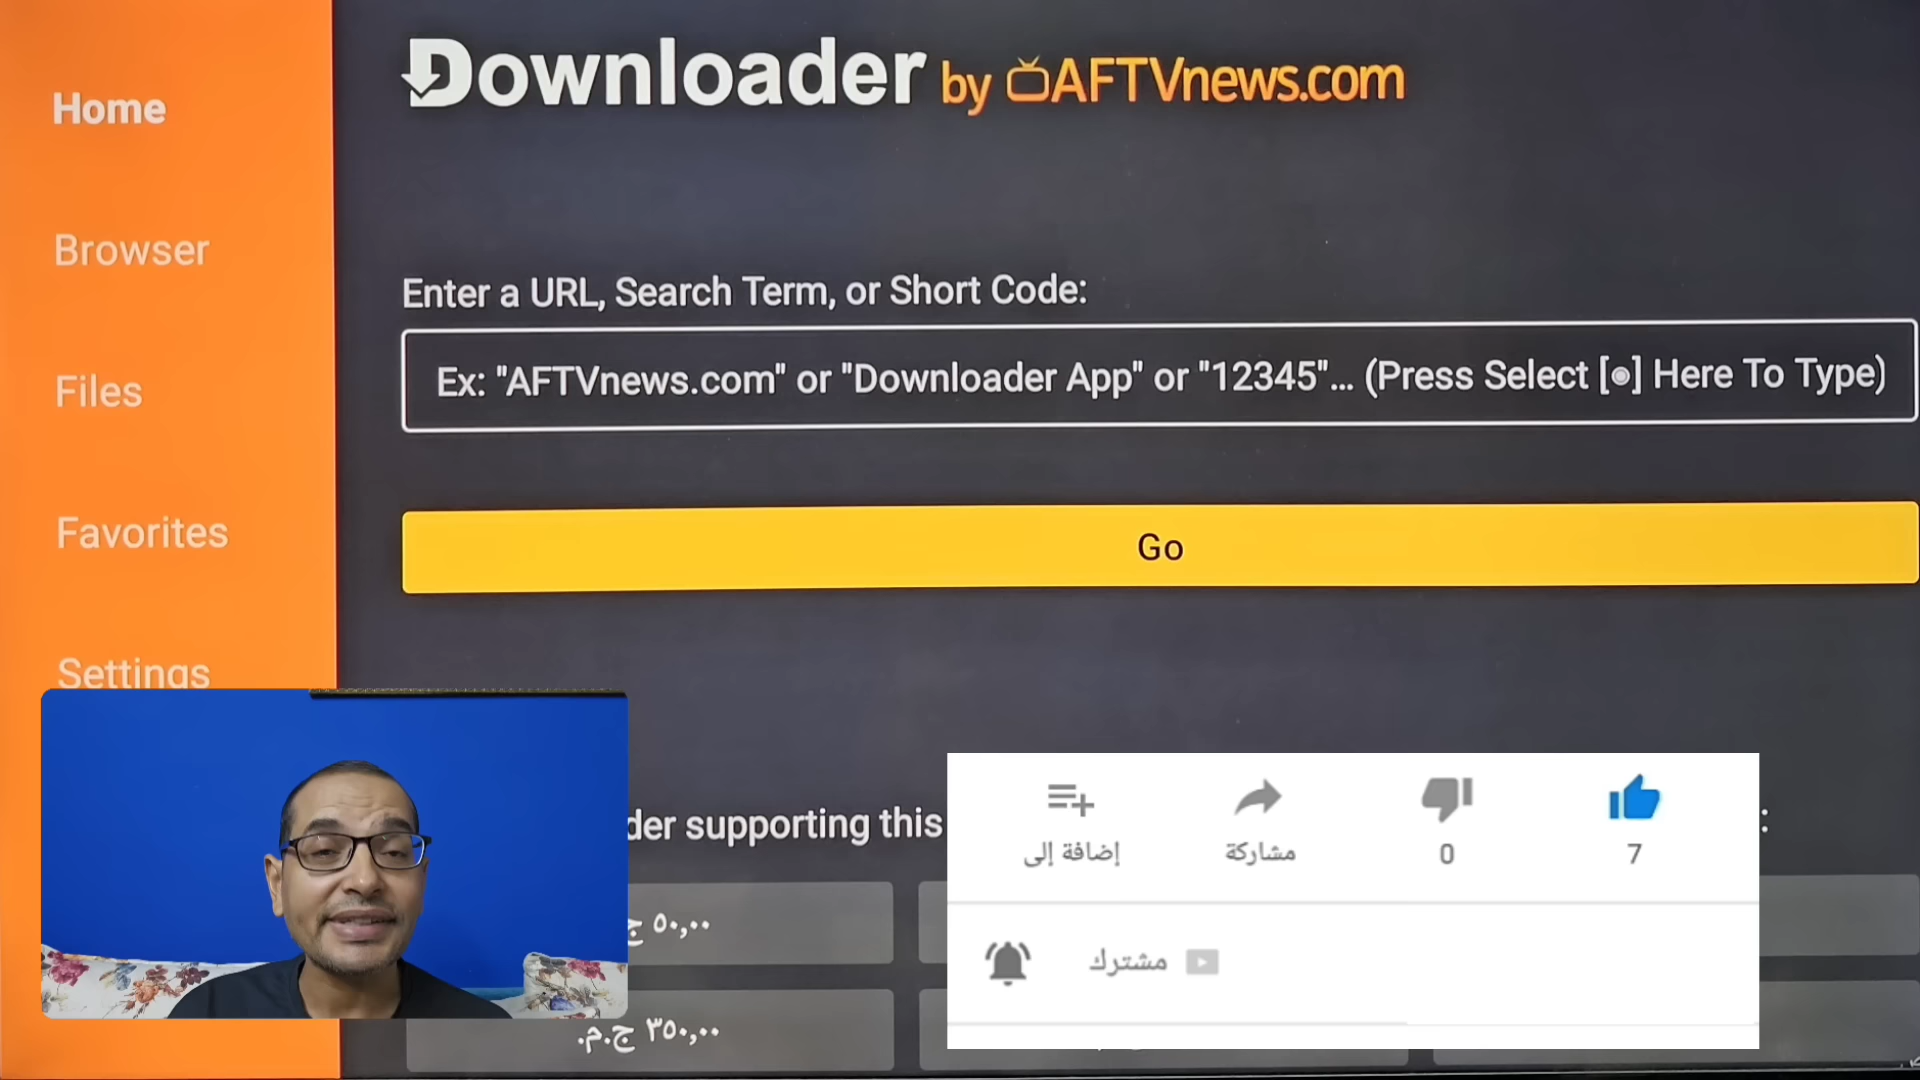 Downloader by AFTVnews.com
Home
Browser
Files
Favorites
Settings
Enter a URL, Search Term, or Short Code:
Ex: "AFTVnews.com" or "Downloader App" or "12345"... (Press Select [●] Here To Type)
Go
supporting this
:
إضافة إلى
مشاركة
0
7
مشترك
٥٠,٠٠ ج
٣٥٠,٠٠ ج.م.